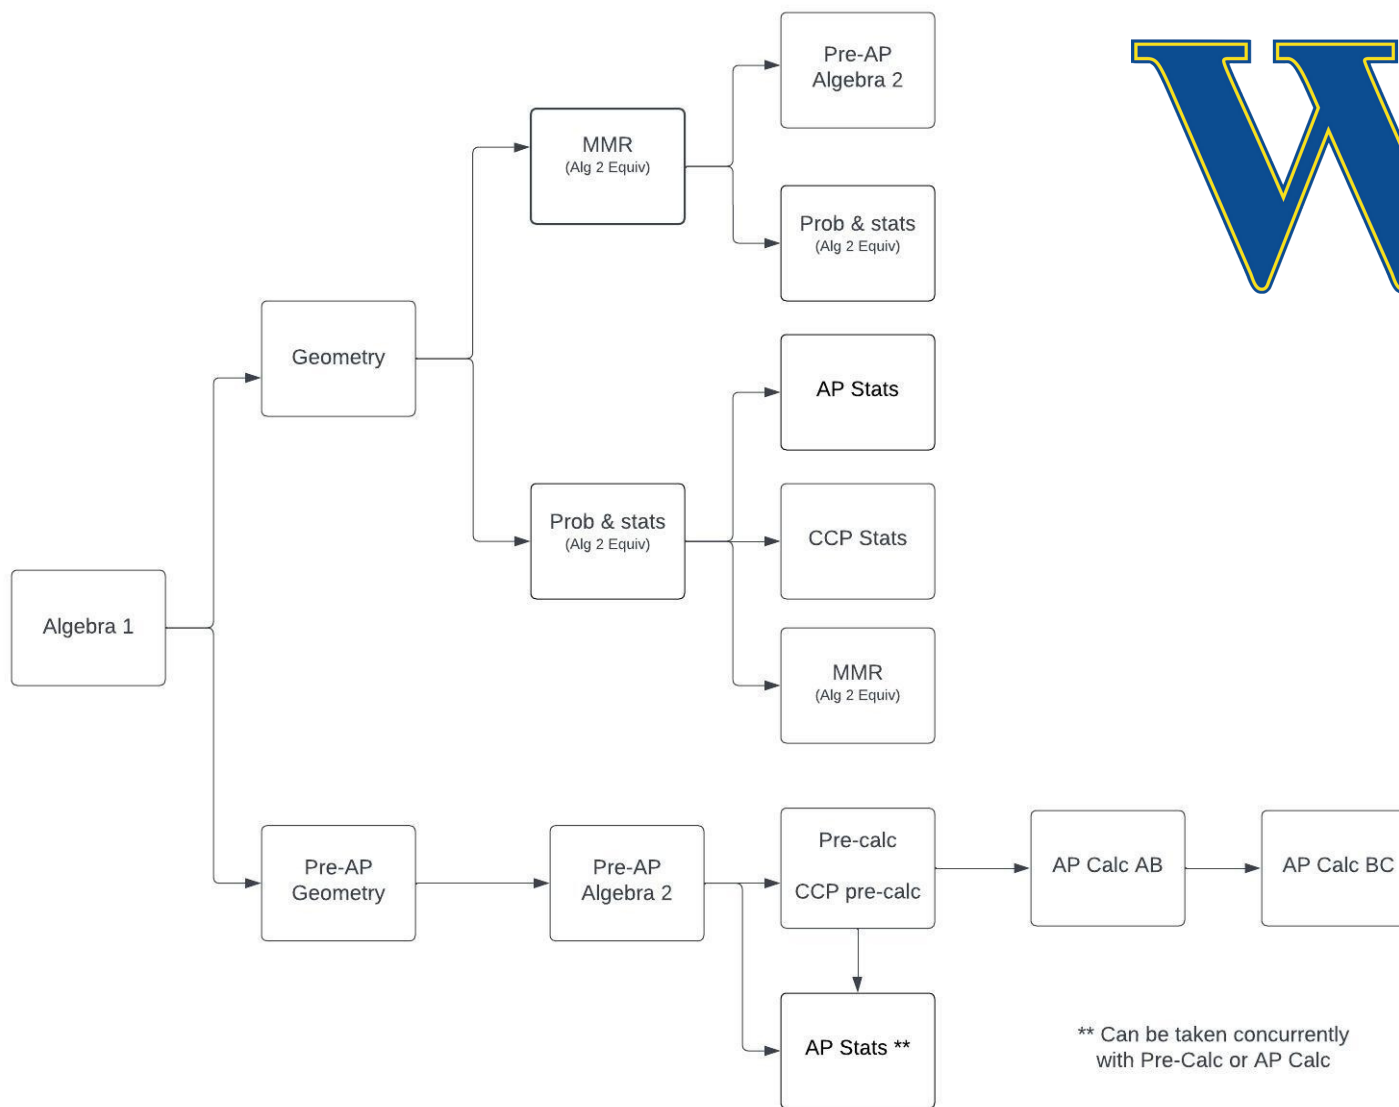 Pre-AP
Algebra 2
MMR
(Alg 2 Equiv)
Prob & stats
(Alg 2 Equiv)
Geometry
AP Stats
Prob & stats
(Alg 2 Equiv)
CCP Stats
Algebra 1
MMR
(Alg 2 Equiv)
Pre-AP
Geometry
Pre-AP
Algebra 2
Pre-calc
CCP pre-calc
AP Calc AB
AP Calc BC
AP Stats **
** Can be taken concurrently
with Pre-Calc or AP Calc
W